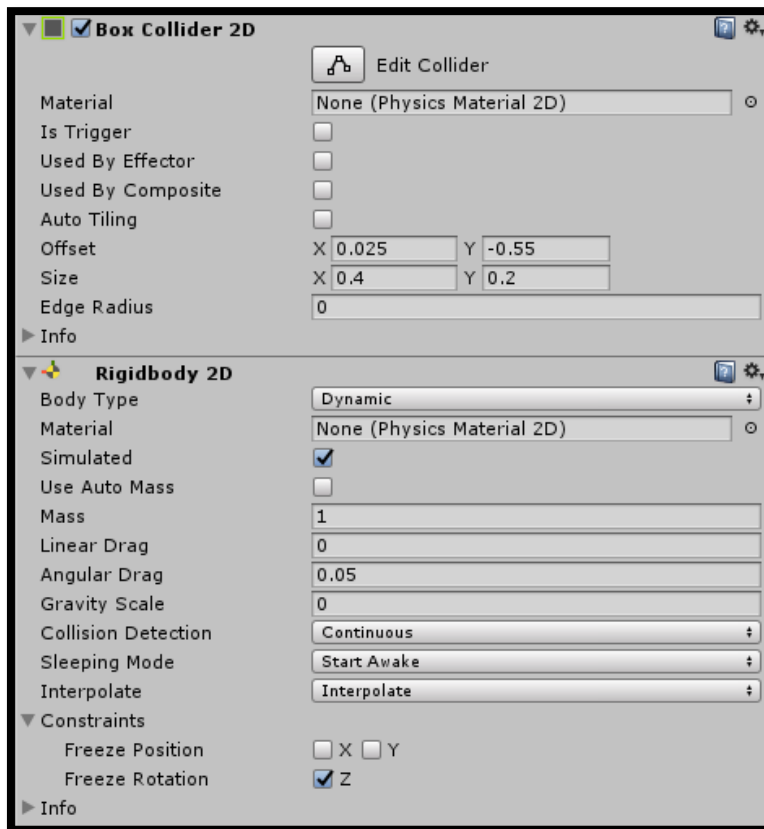 Box Collider 2D
Edit Collider
Material None (Physics Material 2D)
Is Trigger
Used By Effector
Used By Composite
Auto Tiling
Offset X 0.025 Y -0.55
Size X 0.4 Y 0.2
Edge Radius 0
Info
Rigidbody 2D
Body Type Dynamic
Material None (Physics Material 2D)
Simulated
Use Auto Mass
Mass 1
Linear Drag 0
Angular Drag 0.05
Gravity Scale 0
Collision Detection Continuous
Sleeping Mode Start Awake
Interpolate Interpolate
Constraints
Freeze Position X Y
Freeze Rotation Z
Info